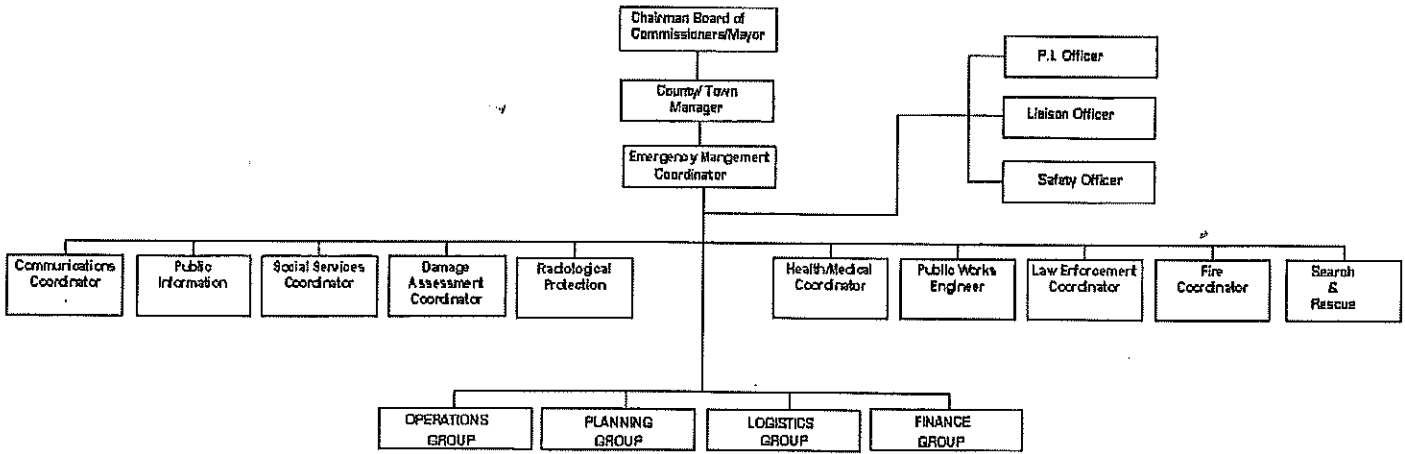 Chairman Board of
Commissioners/Mayor
P.I. Officer
County/ Town
Manager
Liaison Officer
Emergency Mangement
Coordinator
Safety Officer
Communications
Coordinator
Public
Information
Social Services
Coordinator
Damage
Assessment
Coordinator
Radiological
Protection
Health/Medical
Coordinator
Public Works
Engineer
Law Enforcement
Coordinator
Fire
Coordinator
Search
&
Rescue
OPERATIONS
GROUP
PLANNING
GROUP
LOGISTICS
GROUP
FINANCE
GROUP